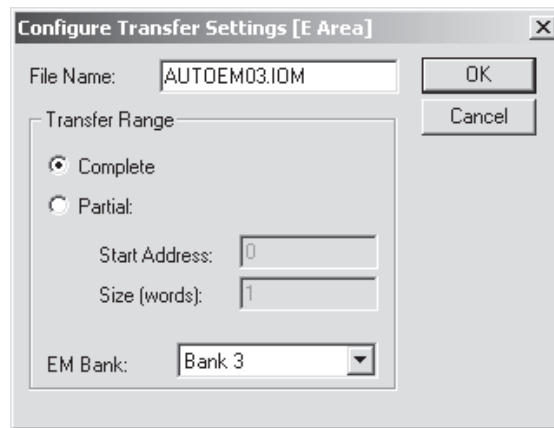 Configure Transfer Settings [E Area]
File Name: AUTOEM03.IOM
OK
Cancel
Transfer Range
Complete
Partial:
Start Address: 0
Size (words): 1
EM Bank: Bank 3